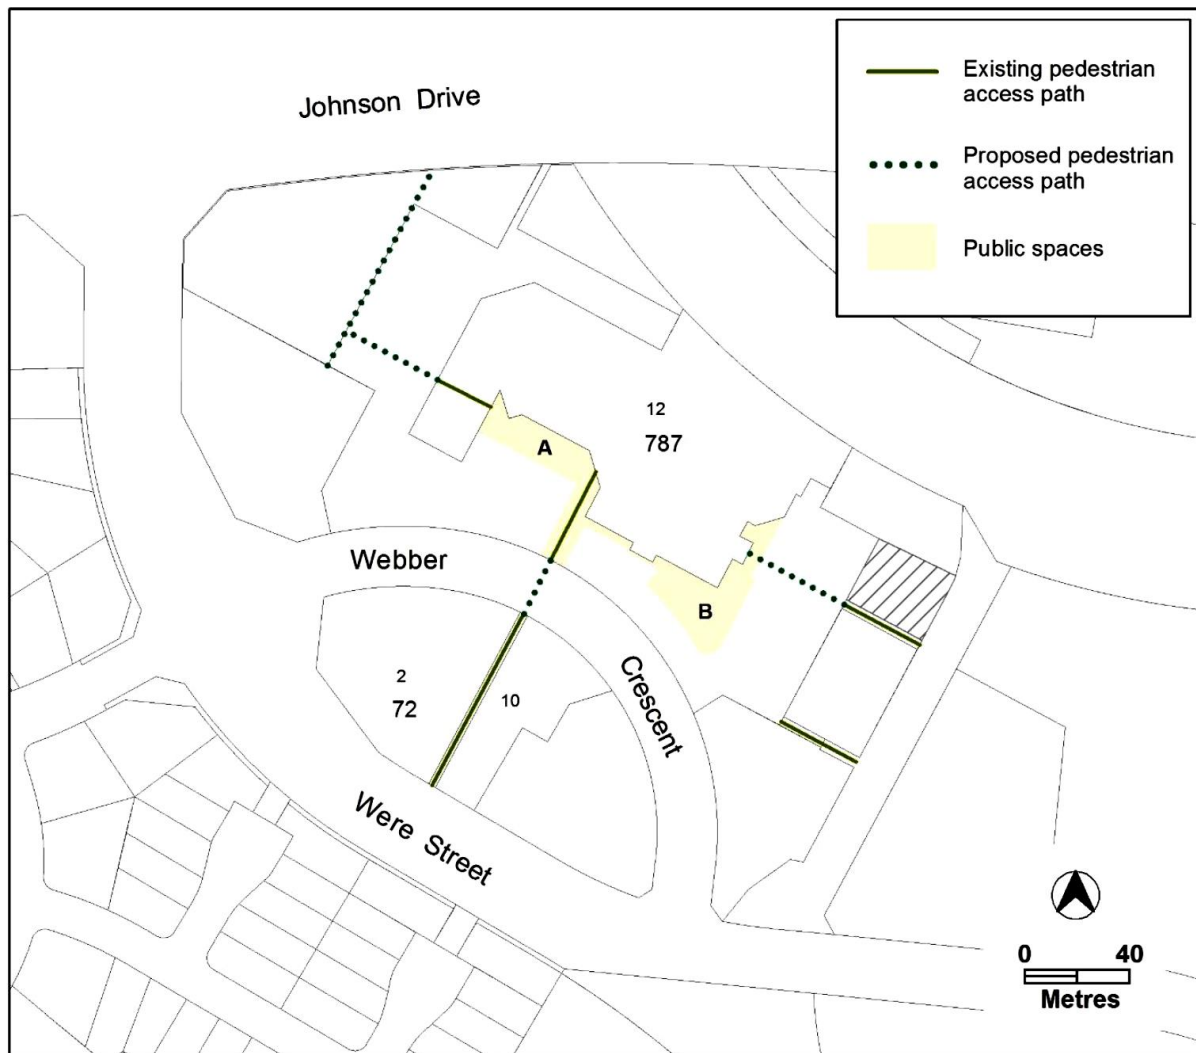 Existing pedestrian
access path
Proposed pedestrian
access path
Public spaces
Johnson Drive
12
787
A
Webber
B
2
72
10
Crescent
Were Street
0 40
Metres